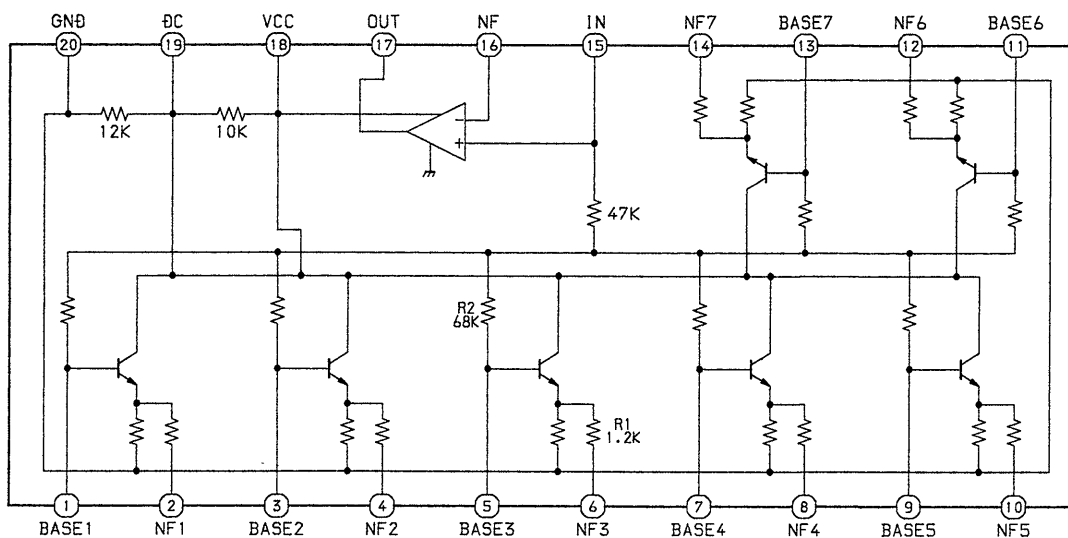 GND DC VCC OUT NF IN NF7 BASE7 NF6 BASE6
20 19 18 17 16 15 14 13 12 11
12K 10K
− +
47K
R2
68K
R1
1.2K
1 2 3 4 5 6 7 8 9 10
BASE1 NF1 BASE2 NF2 BASE3 NF3 BASE4 NF4 BASE5 NF5